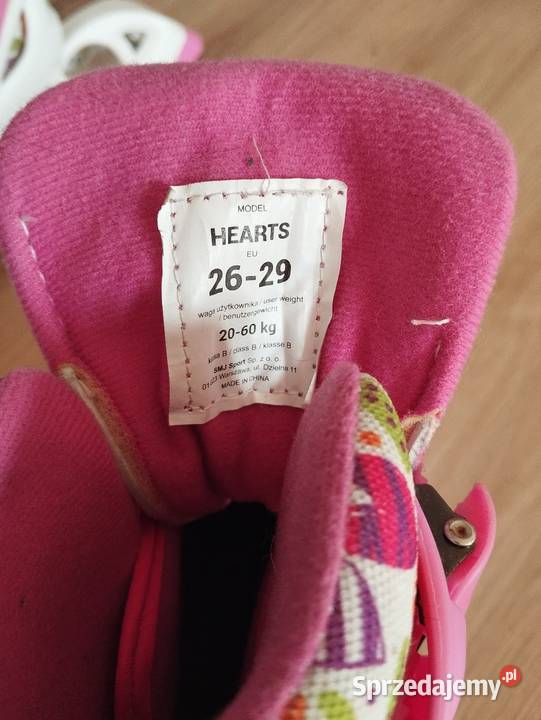 MODEL
HEARTS
EU
26-29
waga użytkownika / user weight
/ benutzergewicht
20-60 kg
klasa B / class B / klasse B
SMJ Sport Sp. z o. o.
Warszawa, ul. Dzielna 11
MADE IN CHINA
Sprzedajemy.pl